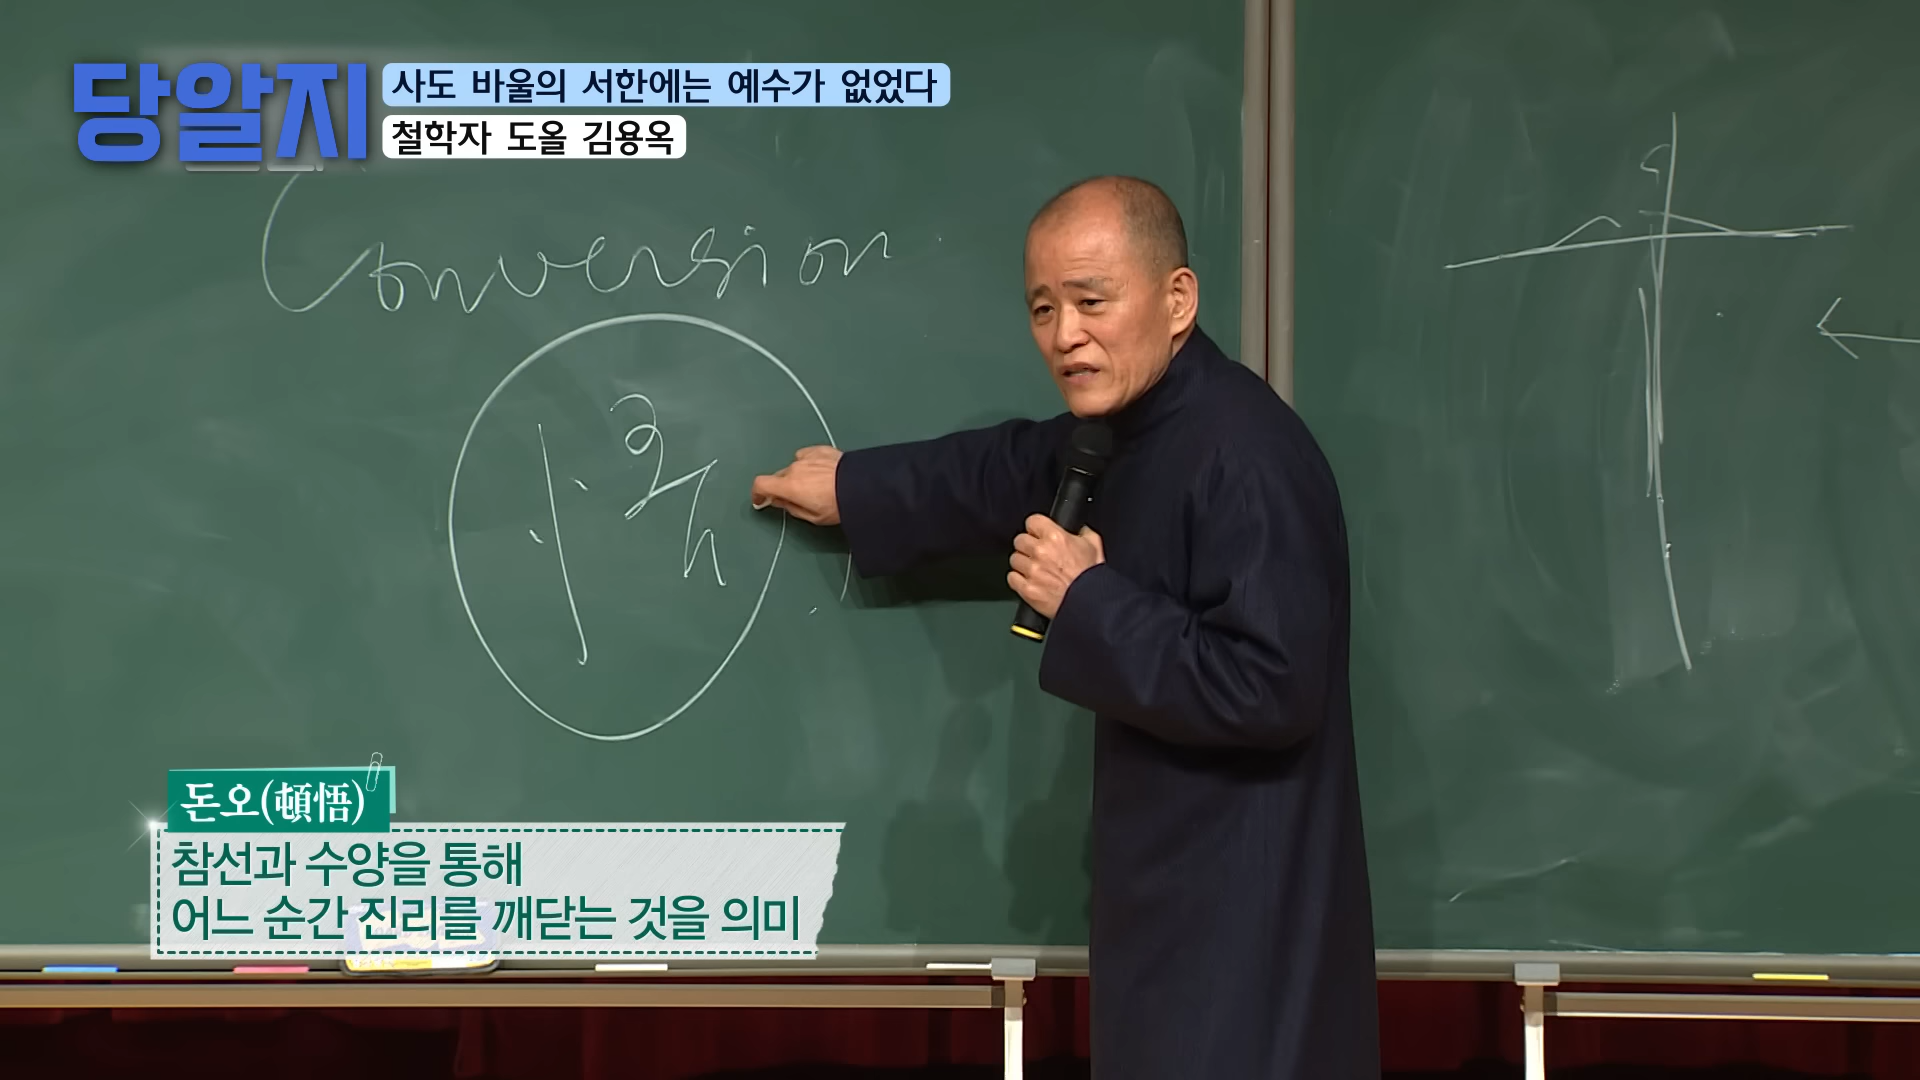 당알지
사도 바울의 서한에는 예수가 없었다
철학자 도올 김용옥
Conversion
悟
돈오(頓悟)
참선과 수양을 통해
어느 순간 진리를 깨닫는 것을 의미